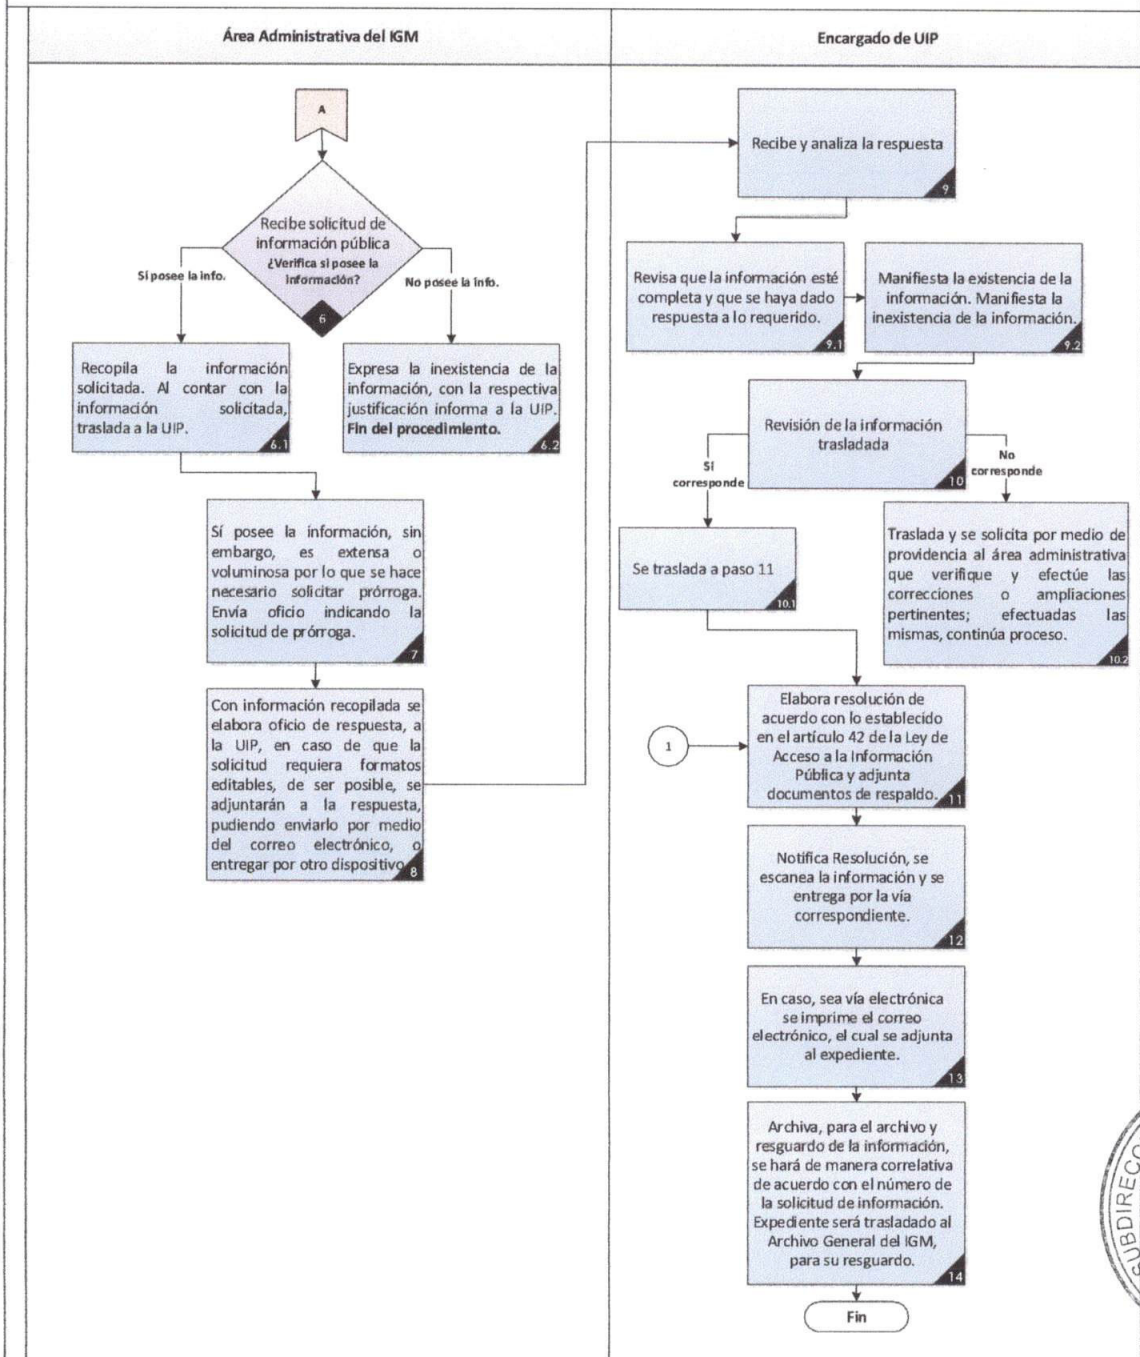 Área Administrativa del IGM
Encargado de UIP
A
Recibe solicitud de
información pública
¿Verifica si posee la
información?
6
Sí posee la info.
No posee la info.
Recopila la información
solicitada. Al contar con la
información solicitada,
traslada a la UIP.
6.1
Expresa la inexistencia de la
información, con la respectiva
justificación informa a la UIP.
Fin del procedimiento.
6.2
Sí posee la información, sin
embargo, es extensa o
voluminosa por lo que se hace
necesario solicitar prórroga.
Envía oficio indicando la
solicitud de prórroga.
7
Con información recopilada se
elabora oficio de respuesta, a
la UIP, en caso de que la
solicitud requiera formatos
editables, de ser posible, se
adjuntarán a la respuesta,
pudiendo enviarlo por medio
del correo electrónico, o
entregar por otro dispositivo.
8
Recibe y analiza la respuesta
9
Revisa que la información esté
completa y que se haya dado
respuesta a lo requerido.
9.1
Manifiesta la existencia de la
información. Manifiesta la
inexistencia de la información.
9.2
Revisión de la información
trasladada
10
Sí
corresponde
No
corresponde
Se traslada a paso 11
10.1
Traslada y se solicita por medio de
providencia al área administrativa
que verifique y efectúe las
correcciones o ampliaciones
pertinentes; efectuadas las
mismas, continúa proceso.
10.2
1
Elabora resolución de
acuerdo con lo establecido
en el artículo 42 de la Ley de
Acceso a la Información
Pública y adjunta
documentos de respaldo.
11
Notifica Resolución, se
escanea la información y se
entrega por la vía
correspondiente.
12
En caso, sea vía electrónica
se imprime el correo
electrónico, el cual se adjunta
al expediente.
13
Archiva, para el archivo y
resguardo de la información,
se hará de manera correlativa
de acuerdo con el número de
la solicitud de información.
Expediente será trasladado al
Archivo General del IGM,
para su resguardo.
14
Fin
SUBDIRECC